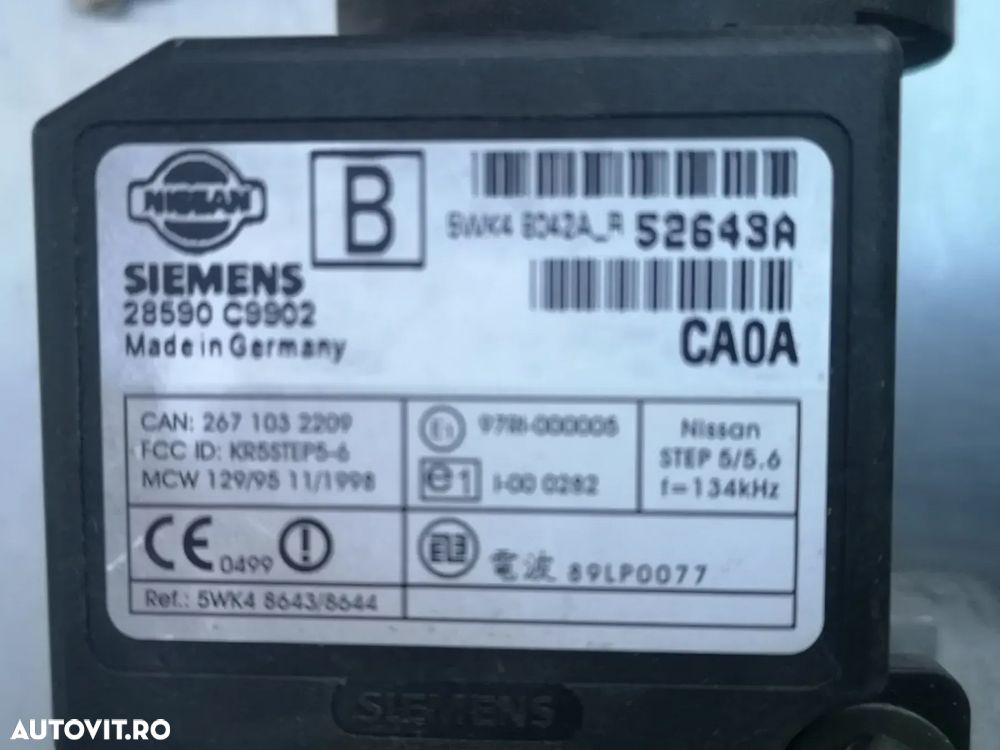 NISSAN
B
52643A
SIEMENS
28590 C9902
Made in Germany
CA0A
CAN: 267 103 2209
FCC ID: KR5STEP5-6
MCW 129/95 11/1998
E1
97RI-000005
e1
I-00 0282
Nissan
STEP 5/5.6
f=134kHz
CE 0499
電波 89LP0077
Ref.: 5WK4 8643/8644
SIEMENS
AUTOVIT.RO